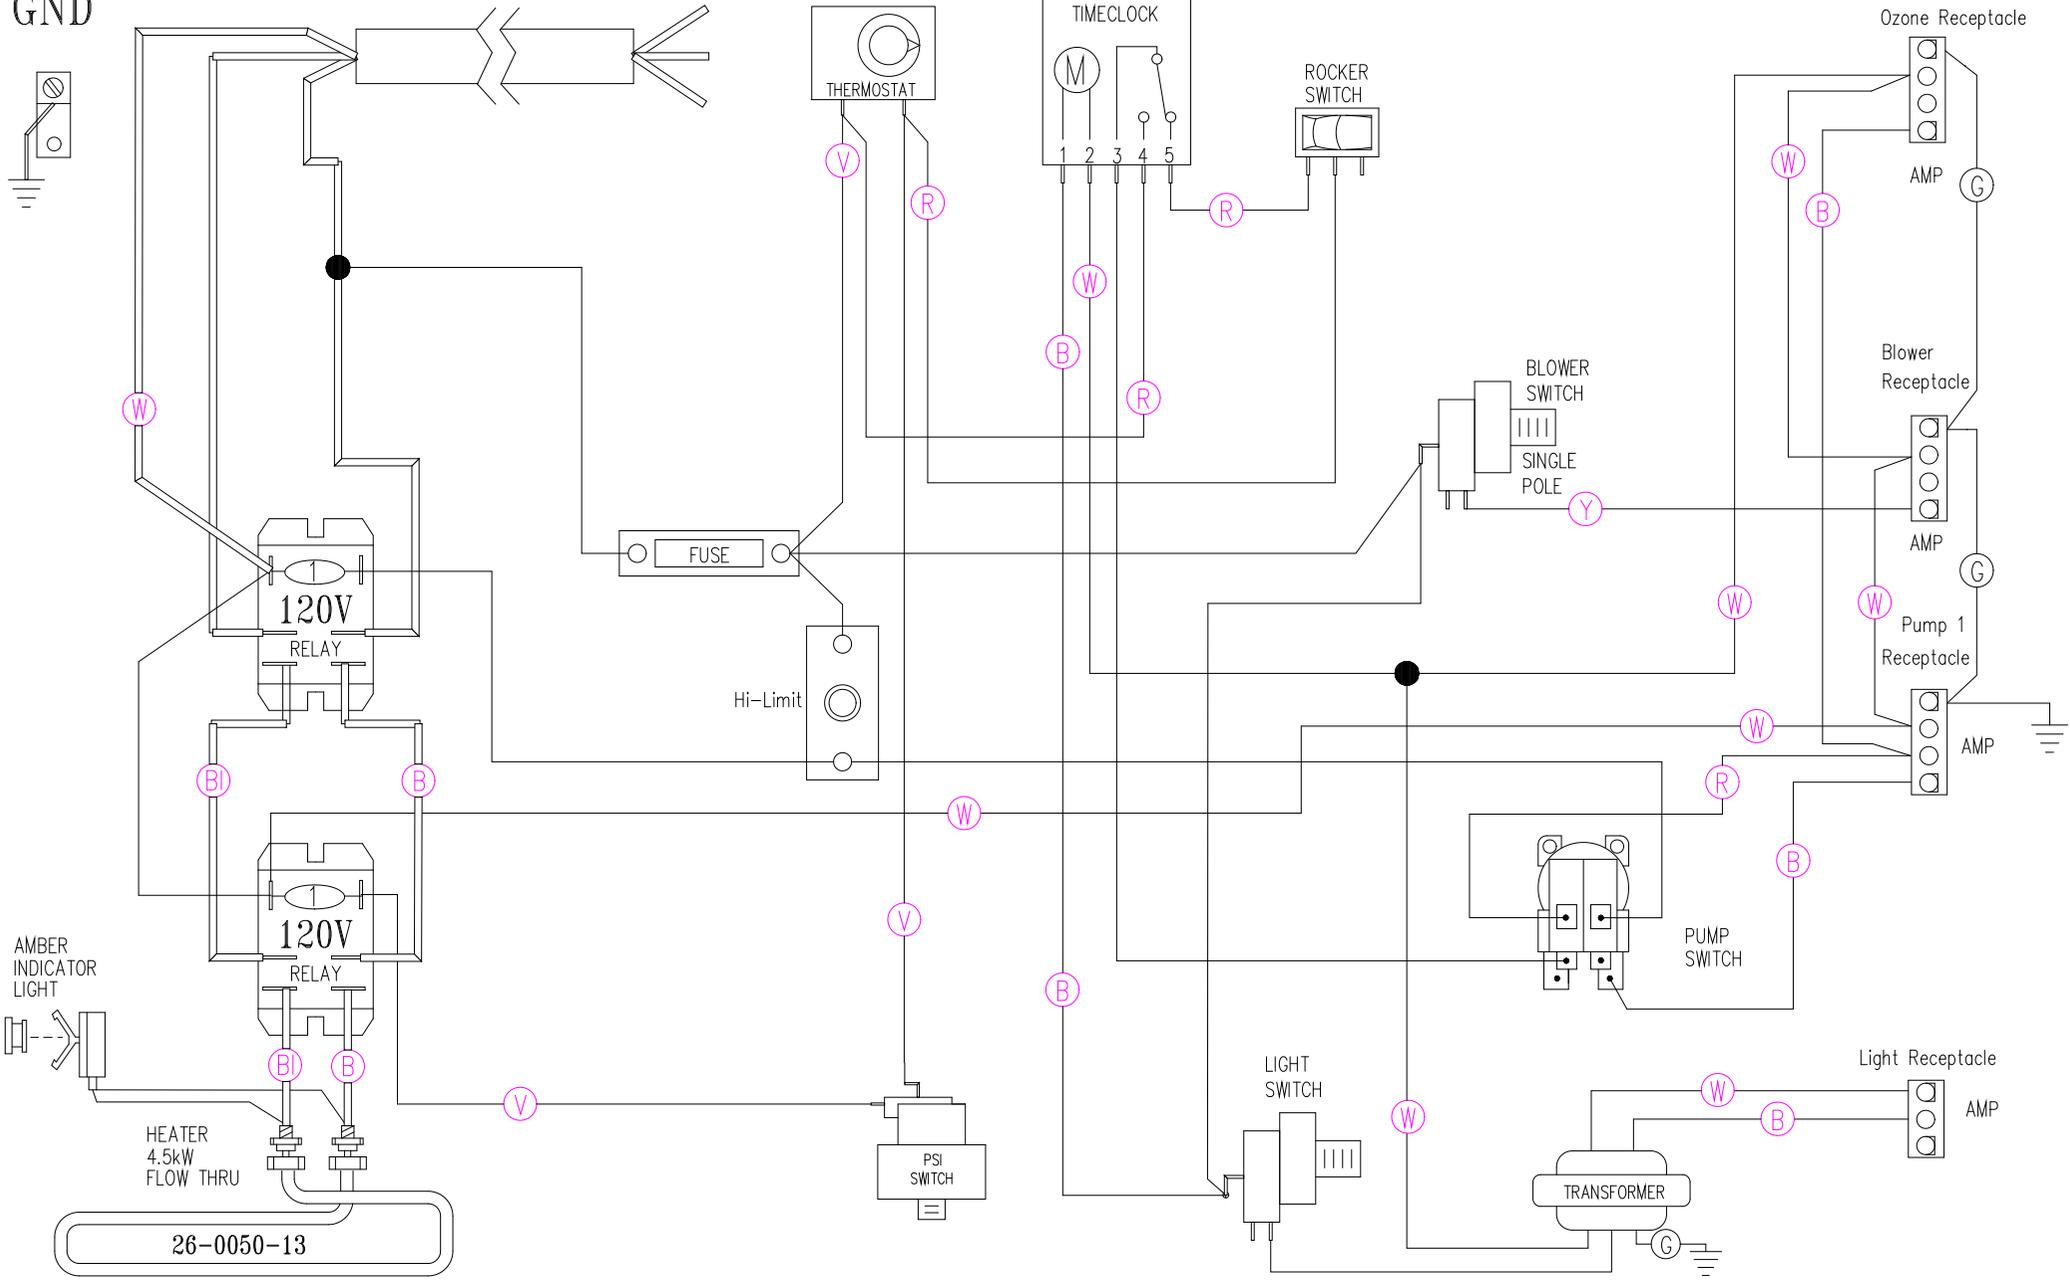 GND
TIMECLOCK
Ozone Receptacle
M
THERMOSTAT
ROCKER
SWITCH
1 2 3 4 5
V
R
R
W
B
AMP
G
W
B
R
W
BLOWER
SWITCH
SINGLE
POLE
Blower
Receptacle
Y
AMP
FUSE
1
120V
RELAY
G
W
W
Pump 1
Receptacle
Hi-Limit
W
AMP
BI
B
R
W
B
1
120V
RELAY
V
PUMP
SWITCH
AMBER
INDICATOR
LIGHT
B
BI
B
V
LIGHT
SWITCH
Light Receptacle
W
B
AMP
W
HEATER
4.5kW
FLOW THRU
PSI
SWITCH
TRANSFORMER
G
26-0050-13